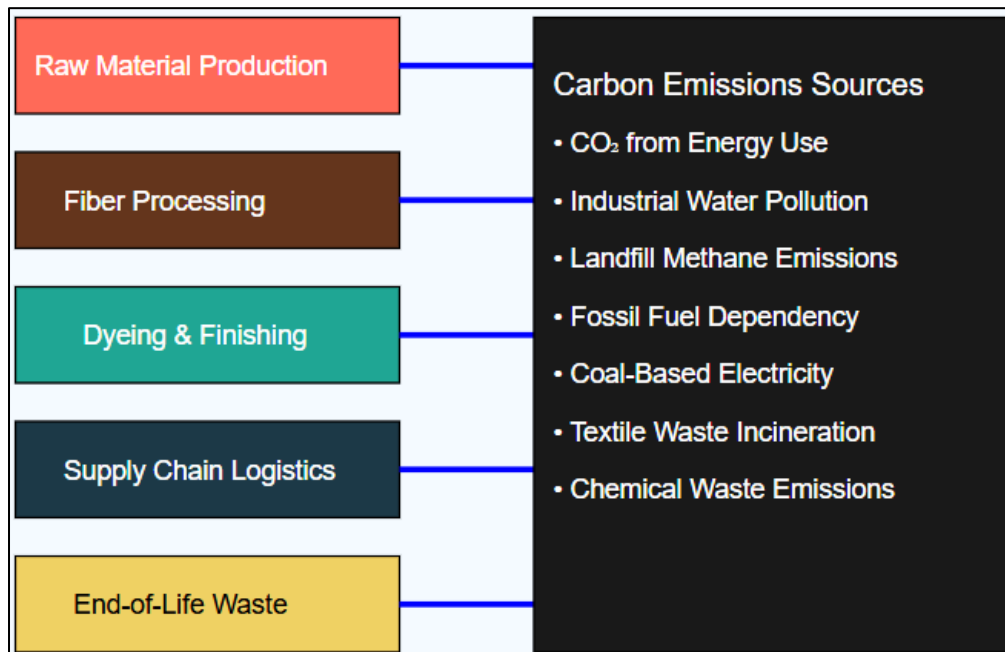 Raw Material Production
Fiber Processing
Dyeing & Finishing
Supply Chain Logistics
End-of-Life Waste
Carbon Emissions Sources
• CO₂ from Energy Use
• Industrial Water Pollution
• Landfill Methane Emissions
• Fossil Fuel Dependency
• Coal-Based Electricity
• Textile Waste Incineration
• Chemical Waste Emissions